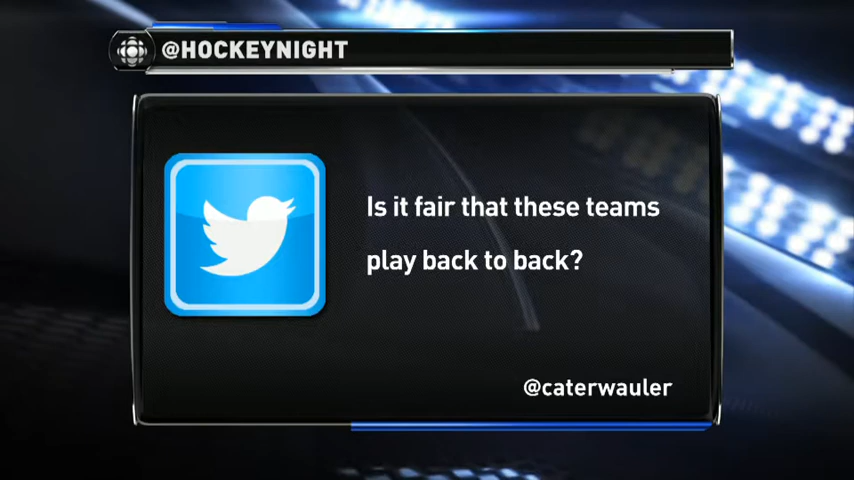 @HOCKEYNIGHT
Is it fair that these teams
play back to back?
@caterwauler